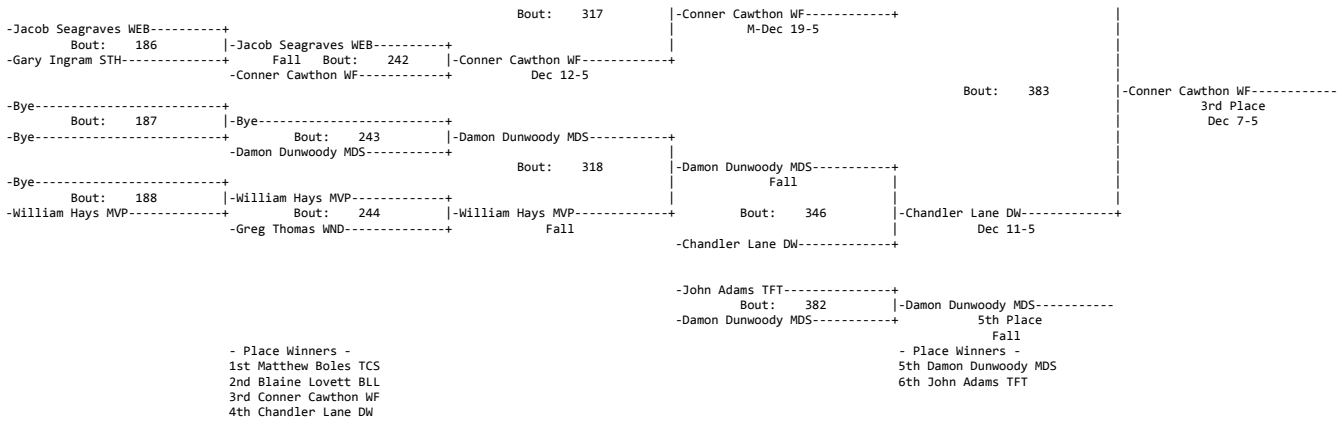 Bout: 317 |-Conner Cawthon WF------------+ |
-Jacob Seagraves WEB----------+ | M-Dec 19-5 |
Bout: 186 |-Jacob Seagraves WEB----------+ | |
-Gary Ingram STH--------------+ Fall Bout: 242 |-Conner Cawthon WF------------+ |
-Conner Cawthon WF------------+ Dec 12-5 |
Bout: 383 |-Conner Cawthon WF------------
-Bye--------------------------+ | 3rd Place
Bout: 187 |-Bye--------------------------+ | Dec 7-5
-Bye--------------------------+ Bout: 243 |-Damon Dunwoody MDS-----------+ |
-Damon Dunwoody MDS-----------+ | |
Bout: 318 |-Damon Dunwoody MDS-----------+ |
-Bye--------------------------+ | Fall | |
Bout: 188 |-William Hays MVP-------------+ | | |
-William Hays MVP-------------+ Bout: 244 |-William Hays MVP-------------+ Bout: 346 |-Chandler Lane DW-------------+
-Greg Thomas WND--------------+ Fall | Dec 11-5
-Chandler Lane DW-------------+
-John Adams TFT---------------+
Bout: 382 |-Damon Dunwoody MDS-----------
-Damon Dunwoody MDS-----------+ 5th Place
Fall
- Place Winners - - Place Winners -
1st Matthew Boles TCS 5th Damon Dunwoody MDS
2nd Blaine Lovett BLL 6th John Adams TFT
3rd Conner Cawthon WF
4th Chandler Lane DW